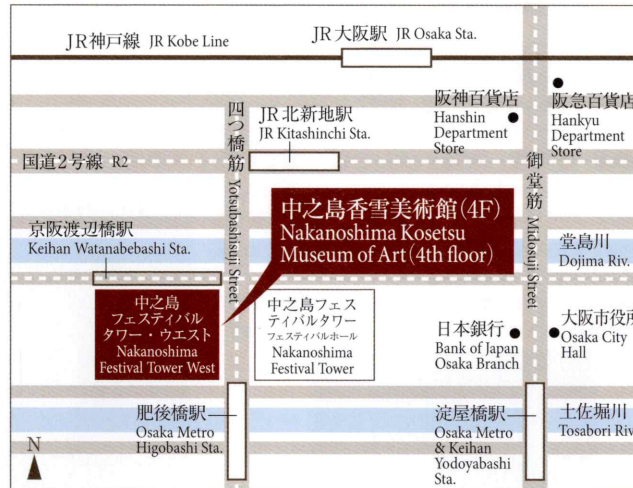 JR神戸線 JR Kobe Line
JR大阪駅 JR Osaka Sta.
四つ橋筋 Yotsubashisuji Street
JR北新地駅
JR Kitashinchi Sta.
阪神百貨店
Hanshin
Department
Store
阪急百貨店
Hankyu
Department
Store
国道2号線 R2
御堂筋 Midosuji Street
中之島香雪美術館(4F)
Nakanoshima Kosetsu
Museum of Art(4th floor)
京阪渡辺橋駅
Keihan Watanabebashi Sta.
堂島川
Dojima Riv.
中之島
フェスティバル
タワー・ウエスト
Nakanoshima
Festival Tower West
中之島フェス
ティバルタワー
フェスティバルホール
Nakanoshima
Festival Tower
日本銀行
Bank of Japan
Osaka Branch
大阪市役所
Osaka City
Hall
肥後橋駅
Osaka Metro
Higobashi Sta.
淀屋橋駅
Osaka Metro
& Keihan
Yodoyabashi
Sta.
土佐堀川
Tosabori Riv
N